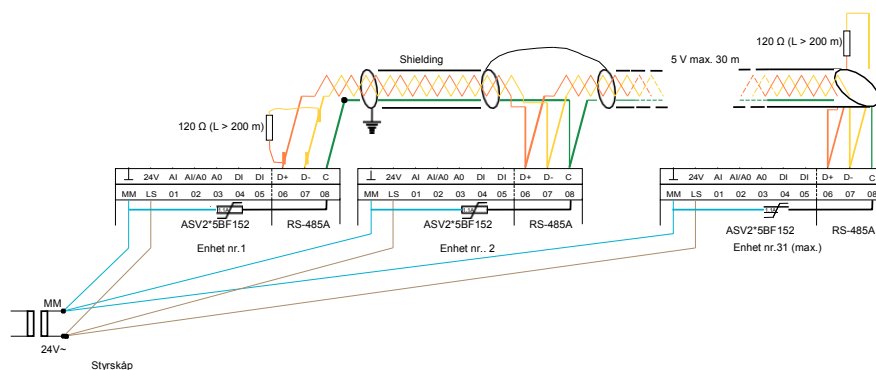 120 Ω (L > 200 m)
Shielding
5 V max. 30 m
120 Ω (L > 200 m)
⊥ 24V AI AI/A0 A0 DI DI D+ D- C
MM LS 01 02 03 04 05 06 07 08
ASV2*5BF152 RS-485A
Enhet nr.1
⊥ 24V AI AI/A0 A0 DI DI D+ D- C
MM LS 01 02 03 04 05 06 07 08
ASV2*5BF152 RS-485A
Enhet nr.. 2
⊥ 24V AI AI/A0 A0 DI DI D+ D- C
MM LS 01 02 03 04 05 06 07 08
ASV2*5BF152 RS-485A
Enhet nr.31 (max.)
MM
24V~
Styrskåp